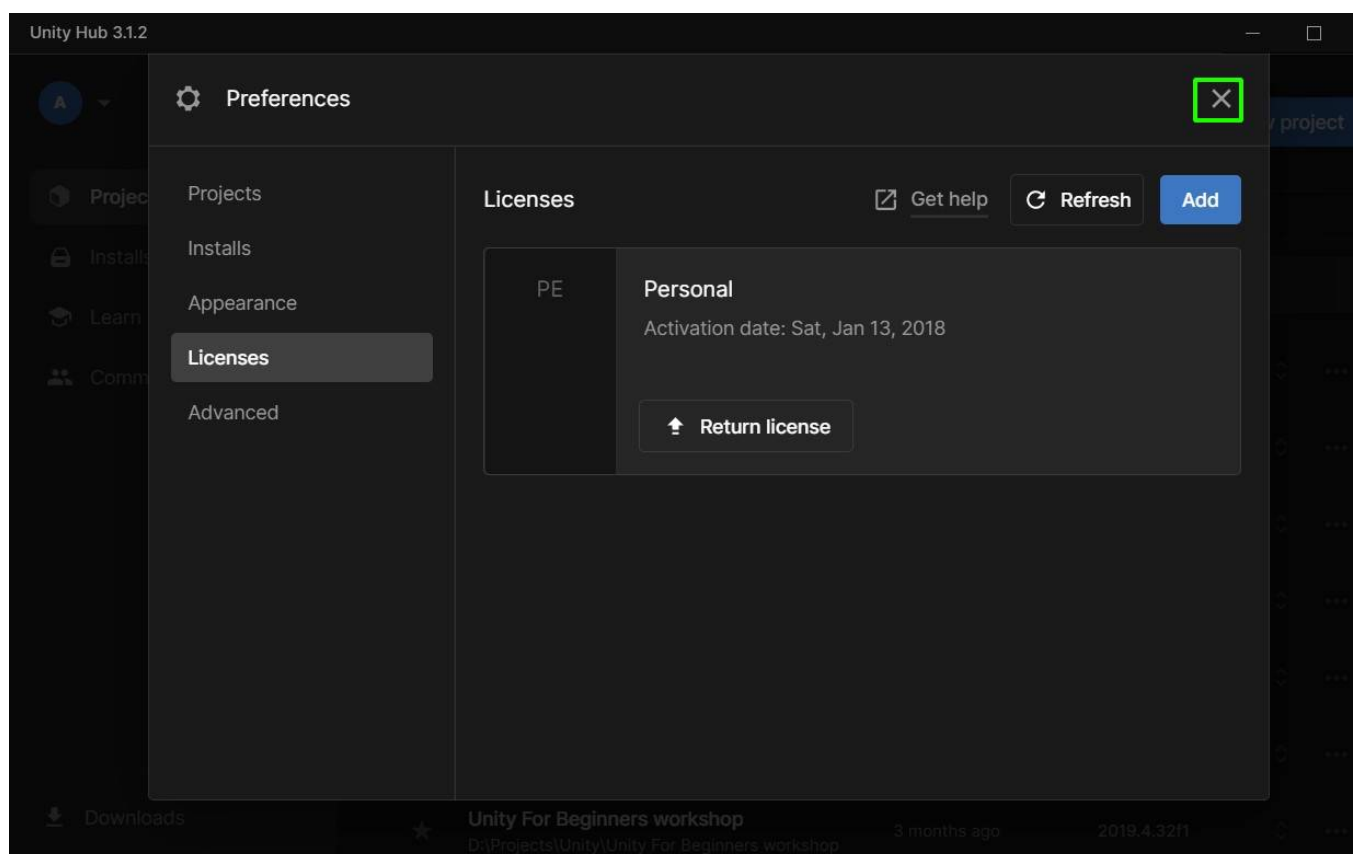 Unity Hub 3.1.2
A
Preferences
project
Projec
Installs
Learn
Comm
Downloads
Projects
Installs
Appearance
Licenses
Advanced
Licenses
Get help
Refresh
Add
PE
Personal
Activation date: Sat, Jan 13, 2018
Return license
Unity For Beginners workshop
3 months ago
2019.4.32f1
D:\Projects\Unity\Unity For Beginners workshop